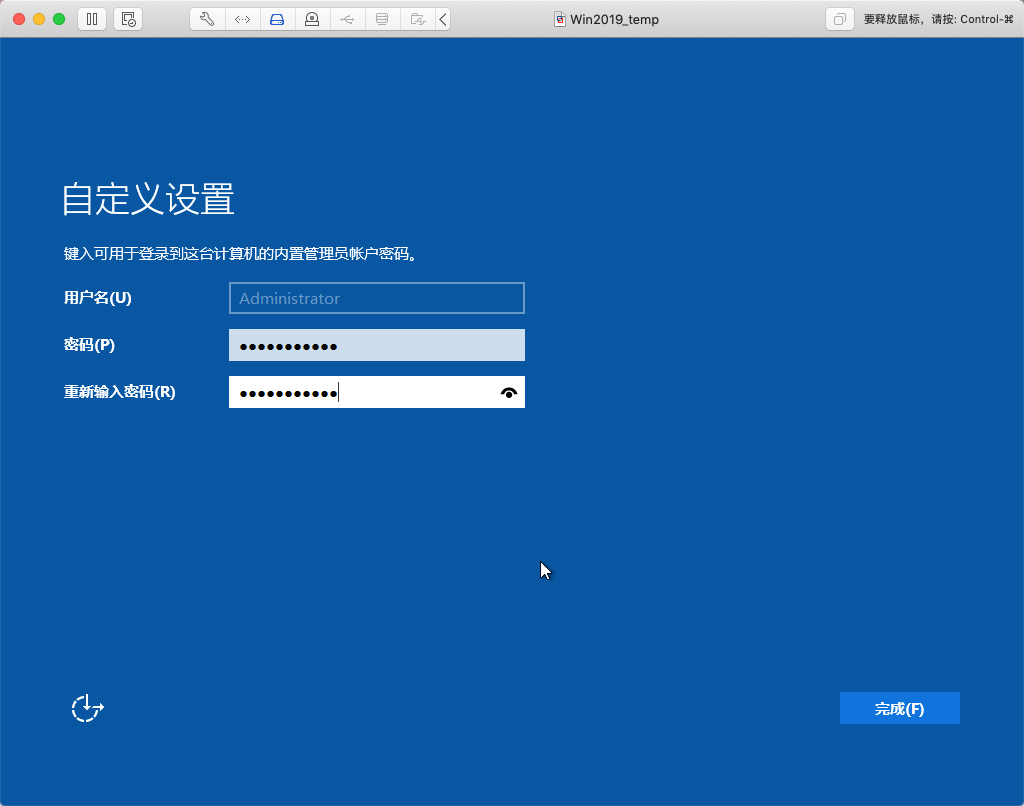 Win2019_temp
要释放鼠标，请按: Control-⌘
自定义设置
键入可用于登录到这台计算机的内置管理员帐户密码。
用户名(U)
Administrator
密码(P)
●●●●●●●●●●●
重新输入密码(R)
●●●●●●●●●●●
完成(F)